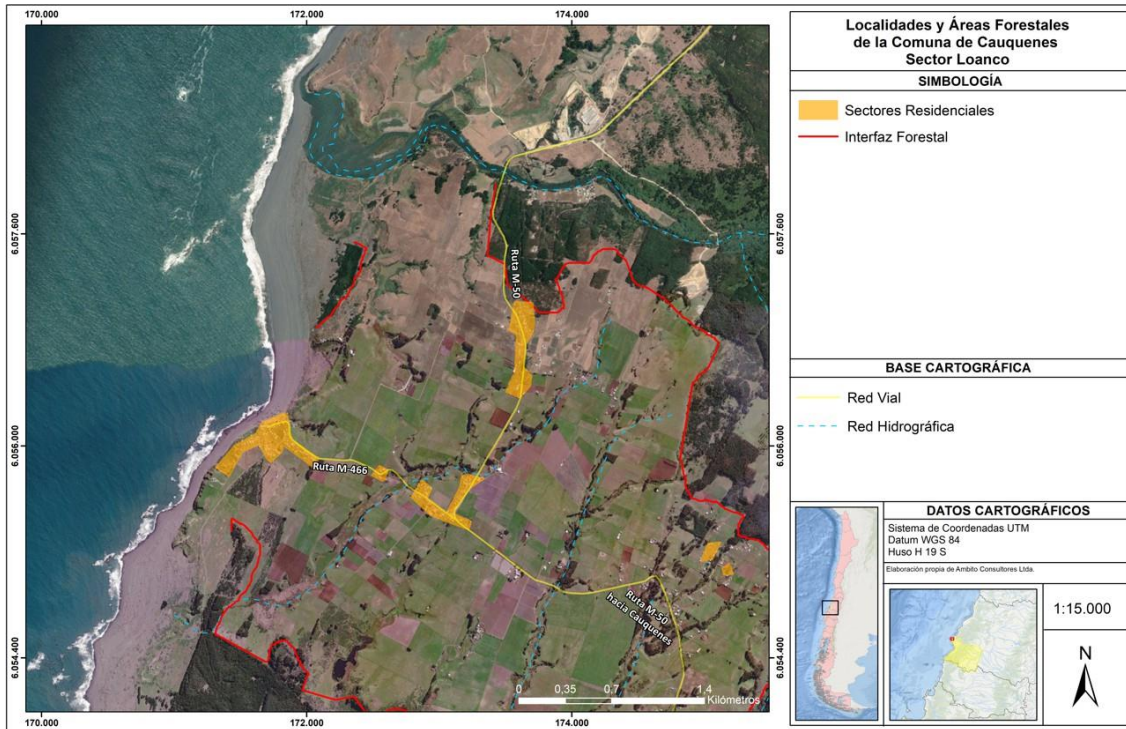 170.000
172.000
174.000
6.057.600
6.056.000
6.054.400
Ruta M-50
Ruta M-466
Ruta M-50
hacia Cauquenes
0
0,35
0,7
1,4
Kilómetros
170.000
172.000
174.000
6.057.600
6.056.000
6.054.400
Localidades y Áreas Forestales
de la Comuna de Cauquenes
Sector Loanco
SIMBOLOGÍA
Sectores Residenciales
Interfaz Forestal
BASE CARTOGRÁFICA
Red Vial
Red Hidrográfica
DATOS CARTOGRÁFICOS
Sistema de Coordenadas UTM
Datum WGS 84
Huso H 19 S
Elaboración propia de Ambito Consultores Ltda.
1:15.000
N